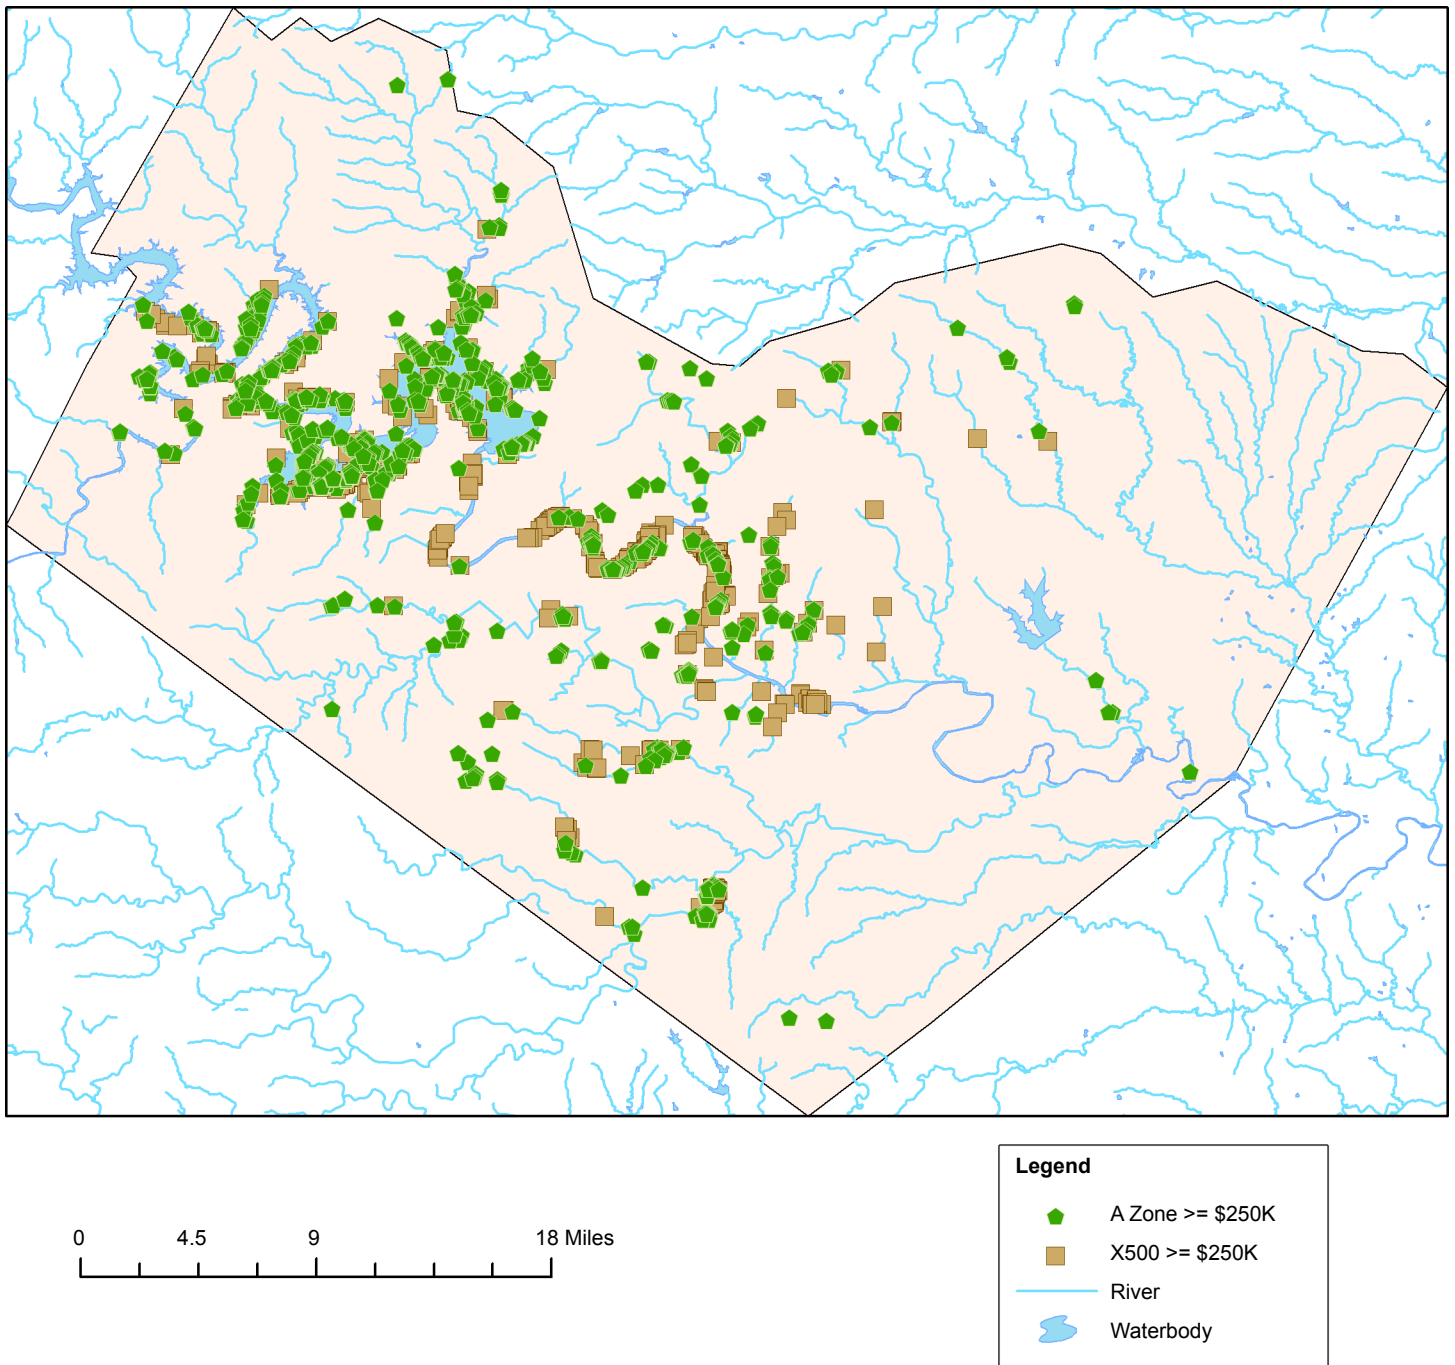 0 4.5 9 18 Miles
Legend
A Zone >= $250K
X500 >= $250K
River
Waterbody